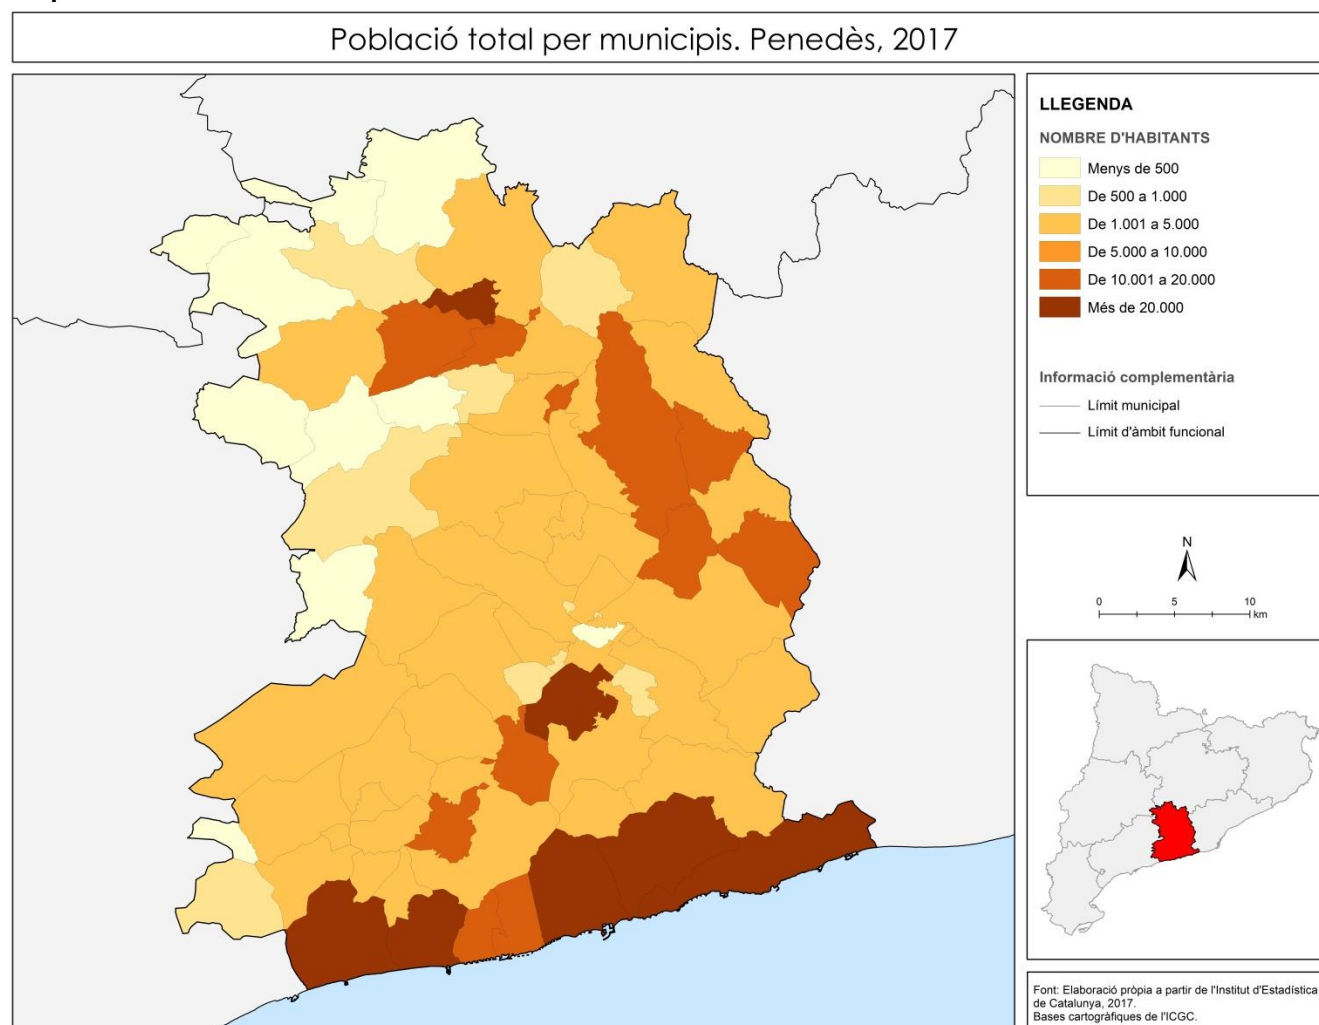 Població total per municipis. Penedès, 2017
LLEGENDA
NOMBRE D'HABITANTS
Menys de 500
De 500 a 1.000
De 1.001 a 5.000
De 5.000 a 10.000
De 10.001 a 20.000
Més de 20.000
Informació complementària
Límit municipal
Límit d'àmbit funcional
N
0 5 10
km
Font: Elaboració pròpia a partir de l'Institut d'Estadística
de Catalunya, 2017.
Bases cartogràfiques de l'ICGC.